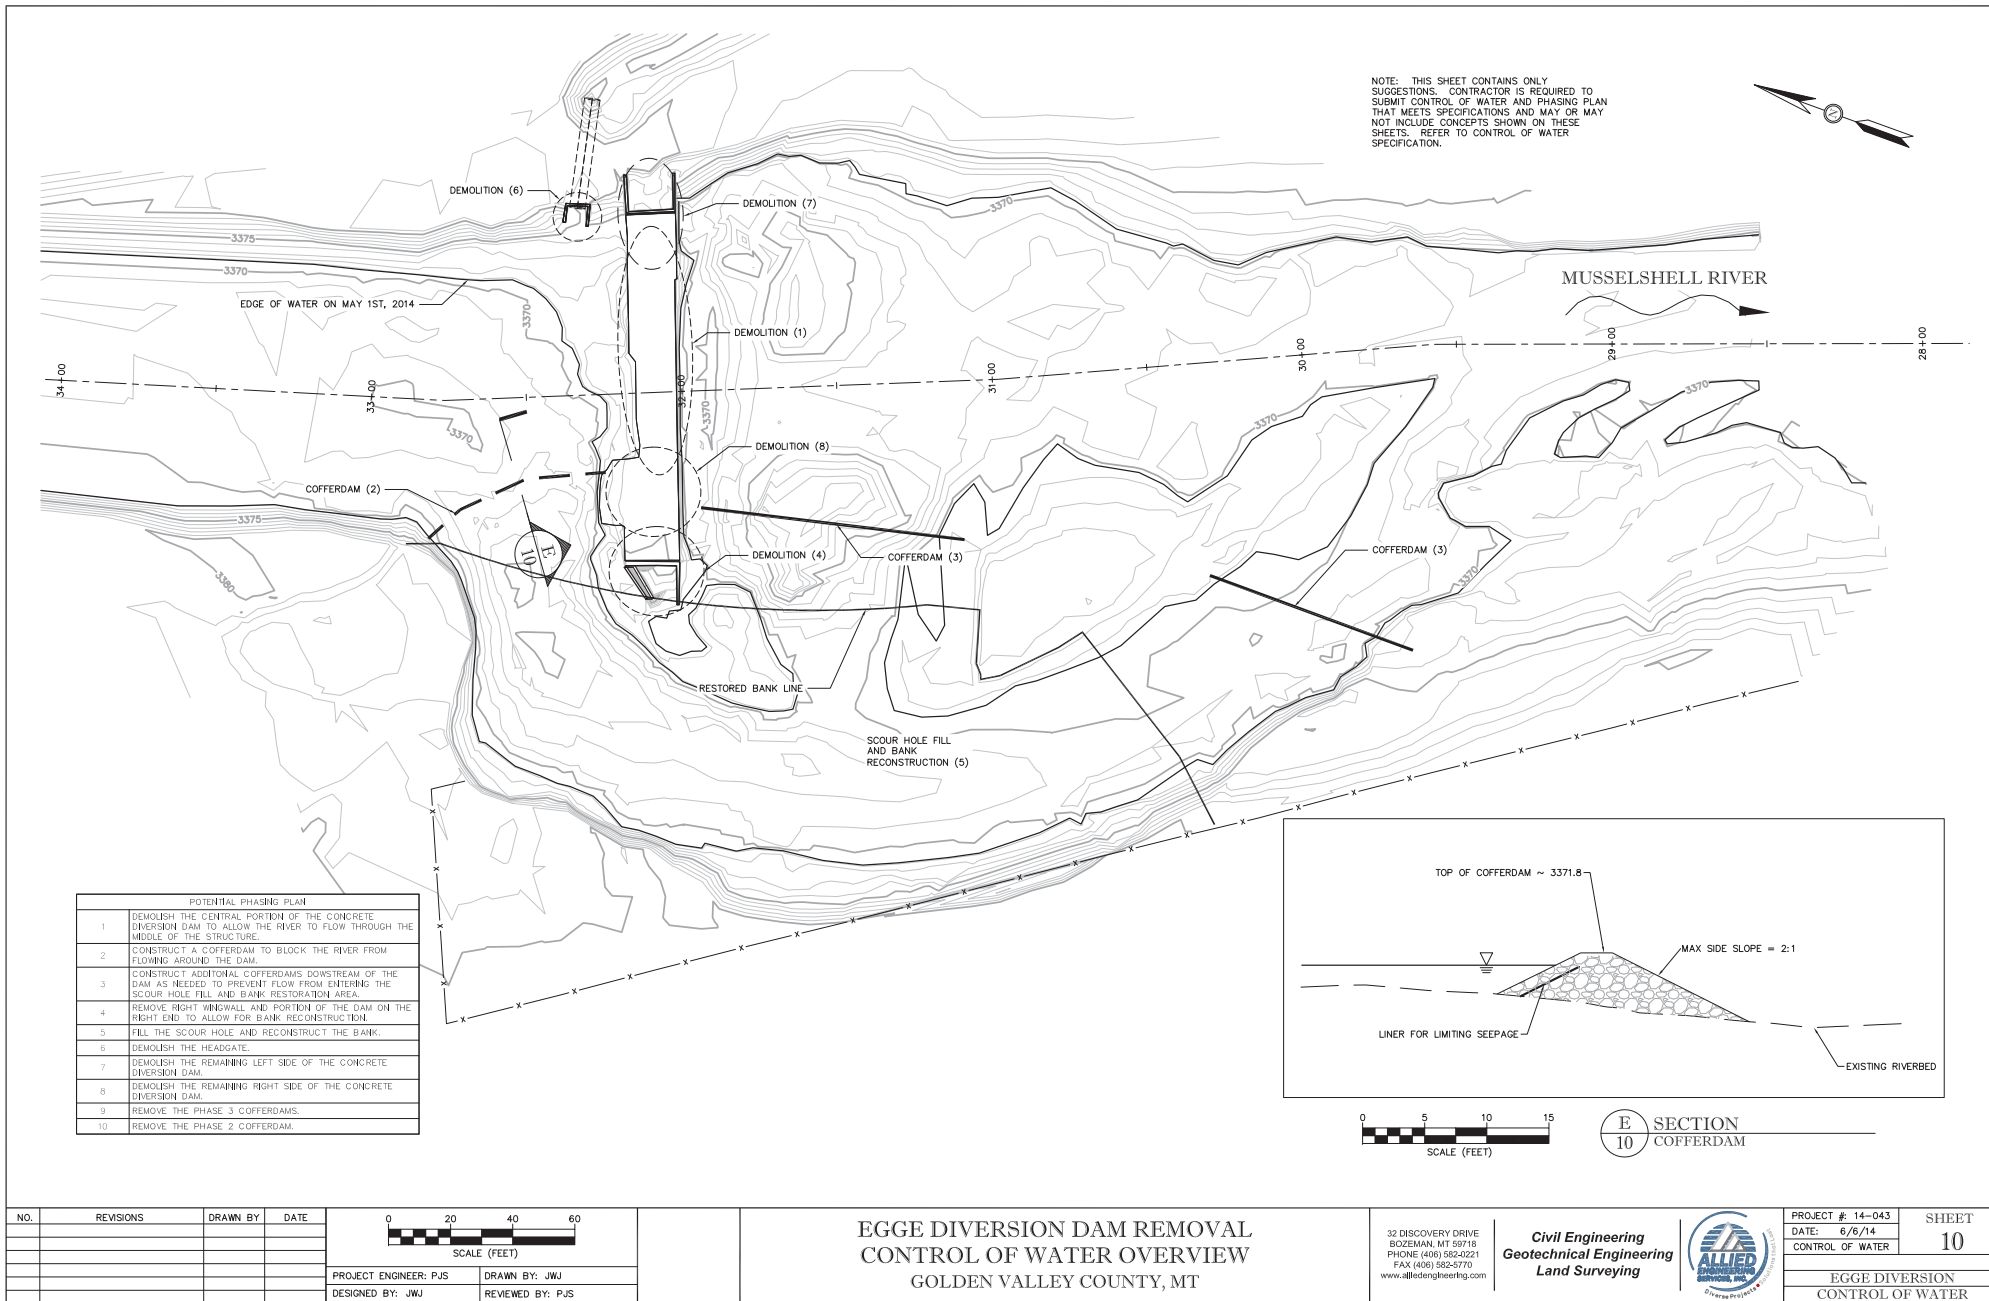 NOTE: THIS SHEET CONTAINS ONLY
SUGGESTIONS. CONTRACTOR IS REQUIRED TO
SUBMIT CONTROL OF WATER AND PHASING PLAN
THAT MEETS SPECIFICATIONS AND MAY OR MAY
NOT INCLUDE CONCEPTS SHOWN ON THESE
SHEETS. REFER TO CONTROL OF WATER
SPECIFICATION.
N
DEMOLITION (6)
DEMOLITION (7)
3370
3375
3370
MUSSELSHELL RIVER
EDGE OF WATER ON MAY 1ST, 2014
3370
DEMOLITION (1)
34+00
33+00
32+00
31+00
30+00
29+00
28+00
3370
3370
3370
3370
3370
DEMOLITION (8)
COFFERDAM (2)
3375
E
10
DEMOLITION (4)
COFFERDAM (3)
COFFERDAM (3)
3370
3380
RESTORED BANK LINE
SCOUR HOLE FILL
AND BANK
RECONSTRUCTION (5)
POTENTIAL PHASING PLAN
1 DEMOLISH THE CENTRAL PORTION OF THE CONCRETE
DIVERSION DAM TO ALLOW THE RIVER TO FLOW THROUGH THE
MIDDLE OF THE STRUCTURE.
2 CONSTRUCT A COFFERDAM TO BLOCK THE RIVER FROM
FLOWING AROUND THE DAM.
3 CONSTRUCT ADDITONAL COFFERDAMS DOWSTREAM OF THE
DAM AS NEEDED TO PREVENT FLOW FROM ENTERING THE
SCOUR HOLE FILL AND BANK RESTORATION AREA.
4 REMOVE RIGHT WINGWALL AND PORTION OF THE DAM ON THE
RIGHT END TO ALLOW FOR BANK RECONSTRUCTION.
5 FILL THE SCOUR HOLE AND RECONSTRUCT THE BANK.
6 DEMOLISH THE HEADGATE.
7 DEMOLISH THE REMAINING LEFT SIDE OF THE CONCRETE
DIVERSION DAM.
8 DEMOLISH THE REMAINING RIGHT SIDE OF THE CONCRETE
DIVERSION DAM.
9 REMOVE THE PHASE 3 COFFERDAMS.
10 REMOVE THE PHASE 2 COFFERDAM.
TOP OF COFFERDAM ~ 3371.8
MAX SIDE SLOPE = 2:1
LINER FOR LIMITING SEEPAGE
EXISTING RIVERBED
0 5 10 15
SCALE (FEET)
E
10
SECTION
COFFERDAM
NO. REVISIONS DRAWN BY DATE
0 20 40 60
SCALE (FEET)
PROJECT ENGINEER: PJS DRAWN BY: JWJ
DESIGNED BY: JWJ REVIEWED BY: PJS
EGGE DIVERSION DAM REMOVAL
CONTROL OF WATER OVERVIEW
GOLDEN VALLEY COUNTY, MT
32 DISCOVERY DRIVE
BOZEMAN, MT 59718
PHONE (406) 582-0221
FAX (406) 582-5770
www.alliedengineering.com
Civil Engineering
Geotechnical Engineering
Land Surveying
ALLIED
ENGINEERING
SERVICES, INC.
Diverse Projects
PROJECT #: 14-043
DATE: 6/6/14
CONTROL OF WATER
SHEET
10
EGGE DIVERSION
CONTROL OF WATER